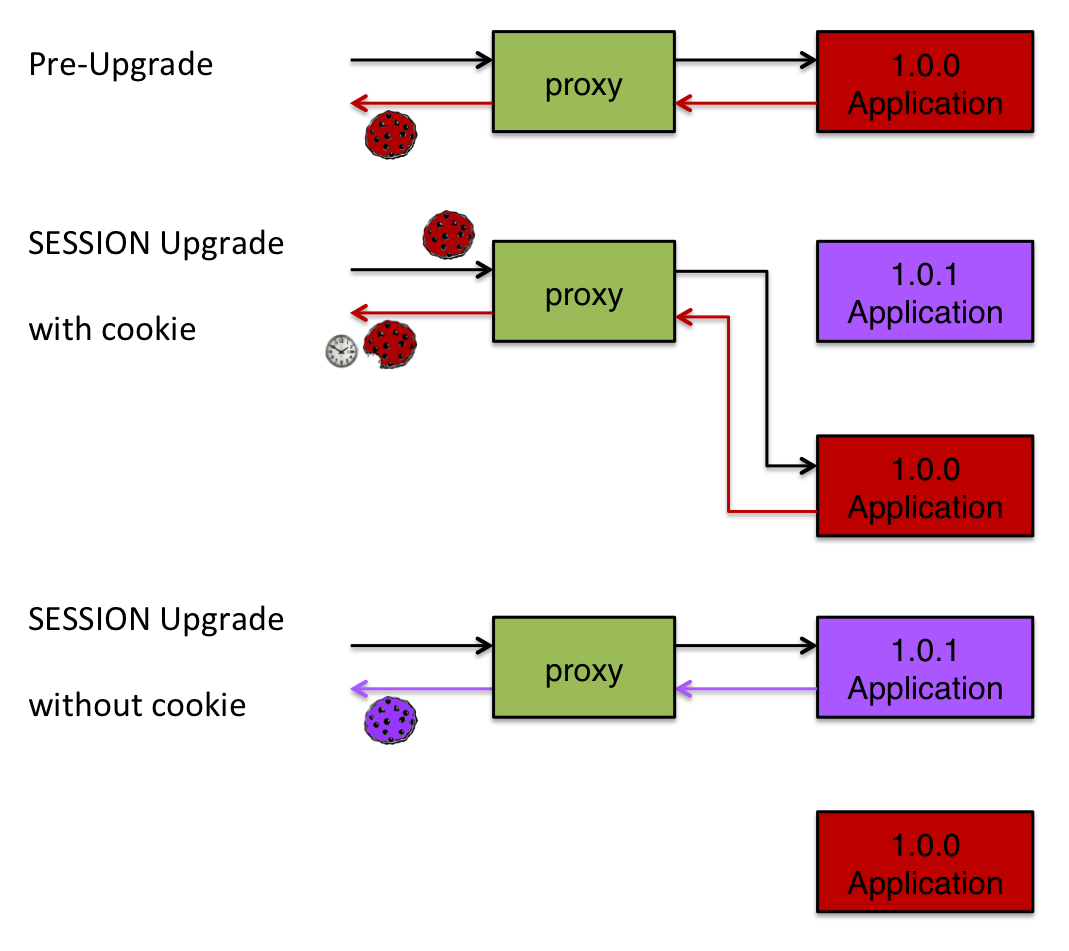 Pre-Upgrade
proxy
1.0.0
Application
SESSION Upgrade
with cookie
proxy
1.0.1
Application
1.0.0
Application
SESSION Upgrade
without cookie
proxy
1.0.1
Application
1.0.0
Application